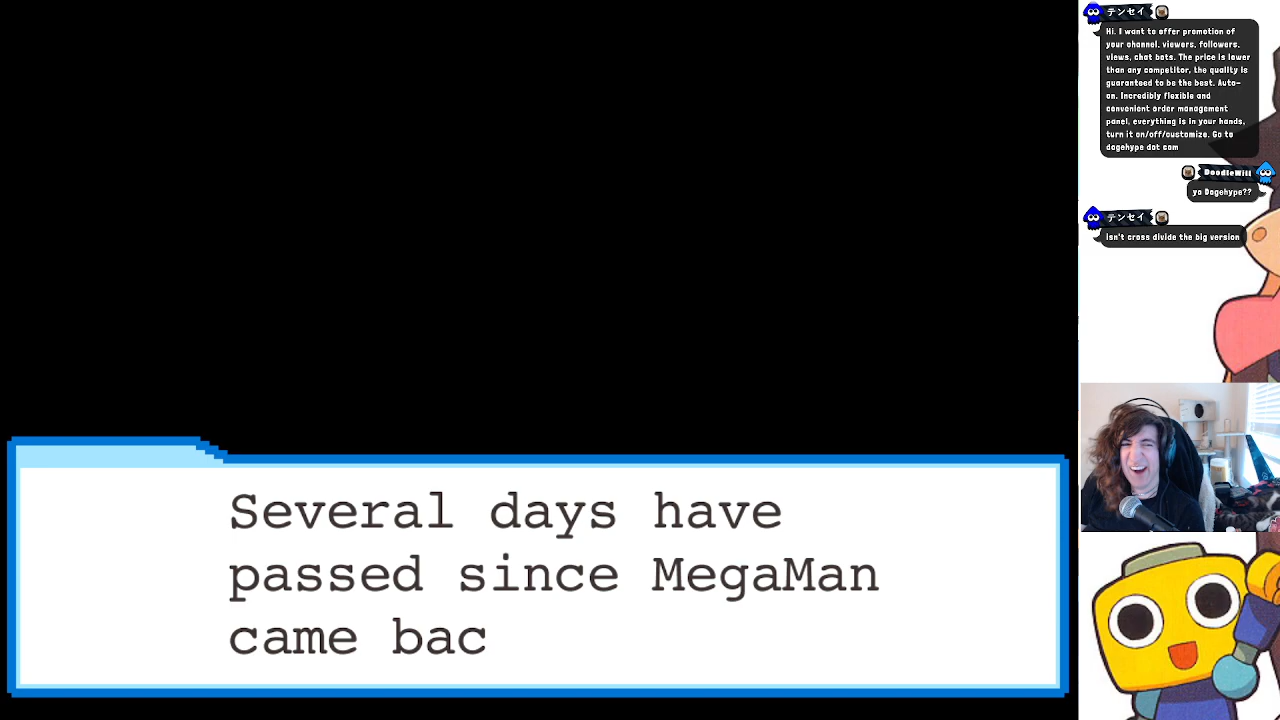 Several days have
passed since MegaMan
came bac
テンセイ
Hi. I want to offer promotion of
your channel. viewers. followers.
views, chat bots. The price is lower
than any competitor, the quality is
guaranteed to be the best. Auto-
on. Incredibly flexible and
convenient order management
panel, everything is in your hands,
turn it on/off/customize. Go to
dogehype dot com
DoodleWill
yo Dogehype??
テンセイ
Isn't cross divide the big version